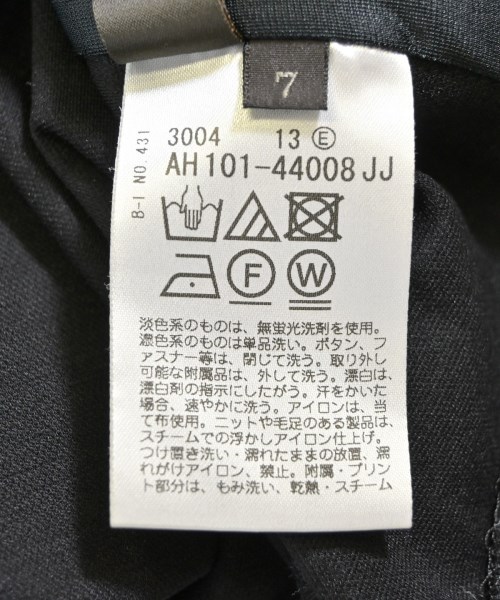 7
B-I NO. 431
3004 13 Ⓔ
AH101-44008 JJ
F W
淡色系のものは、無蛍光洗剤を使用。
濃色系のものは単品洗い。ボタン、フ
ァスナー等は、閉じて洗う。取り外し
可能な附属品は、外して洗う。漂白は、
漂白剤の指示にしたがう。汗をかいた
場合、速やかに洗う。アイロンは、当
て布使用。ニットや毛足のある製品は、
スチームでの浮かしアイロン仕上げ。
つけ置き洗い・濡れたままの放置、濡
れがけアイロン、禁止。附属・プリン
ト部分は、もみ洗い、乾熱・スチーム